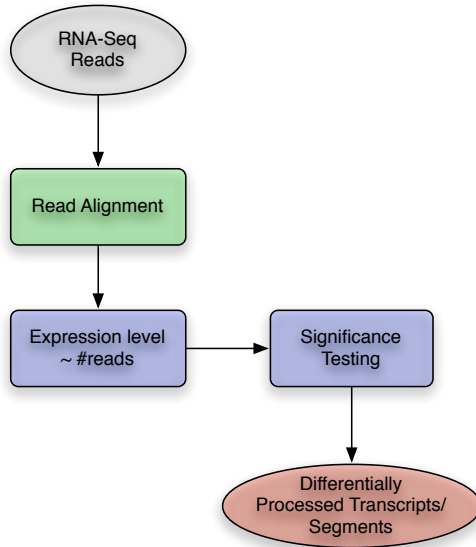 RNA-Seq
Reads
Read Alignment
Expression level
~ #reads
Significance
Testing
Differentially
Processed Transcripts/
Segments